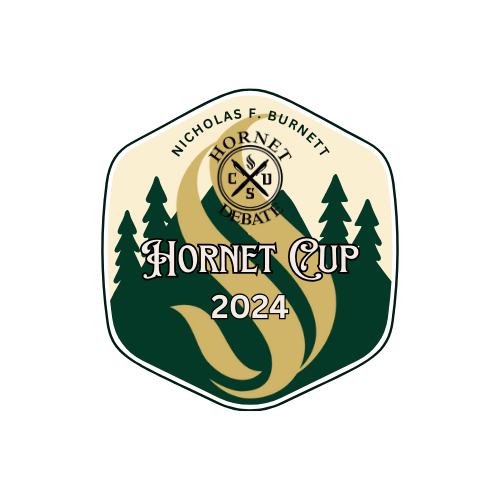 NICHOLAS F. BURNETT
HORNET
C S U
DEBATE
HORNET CUP
2024